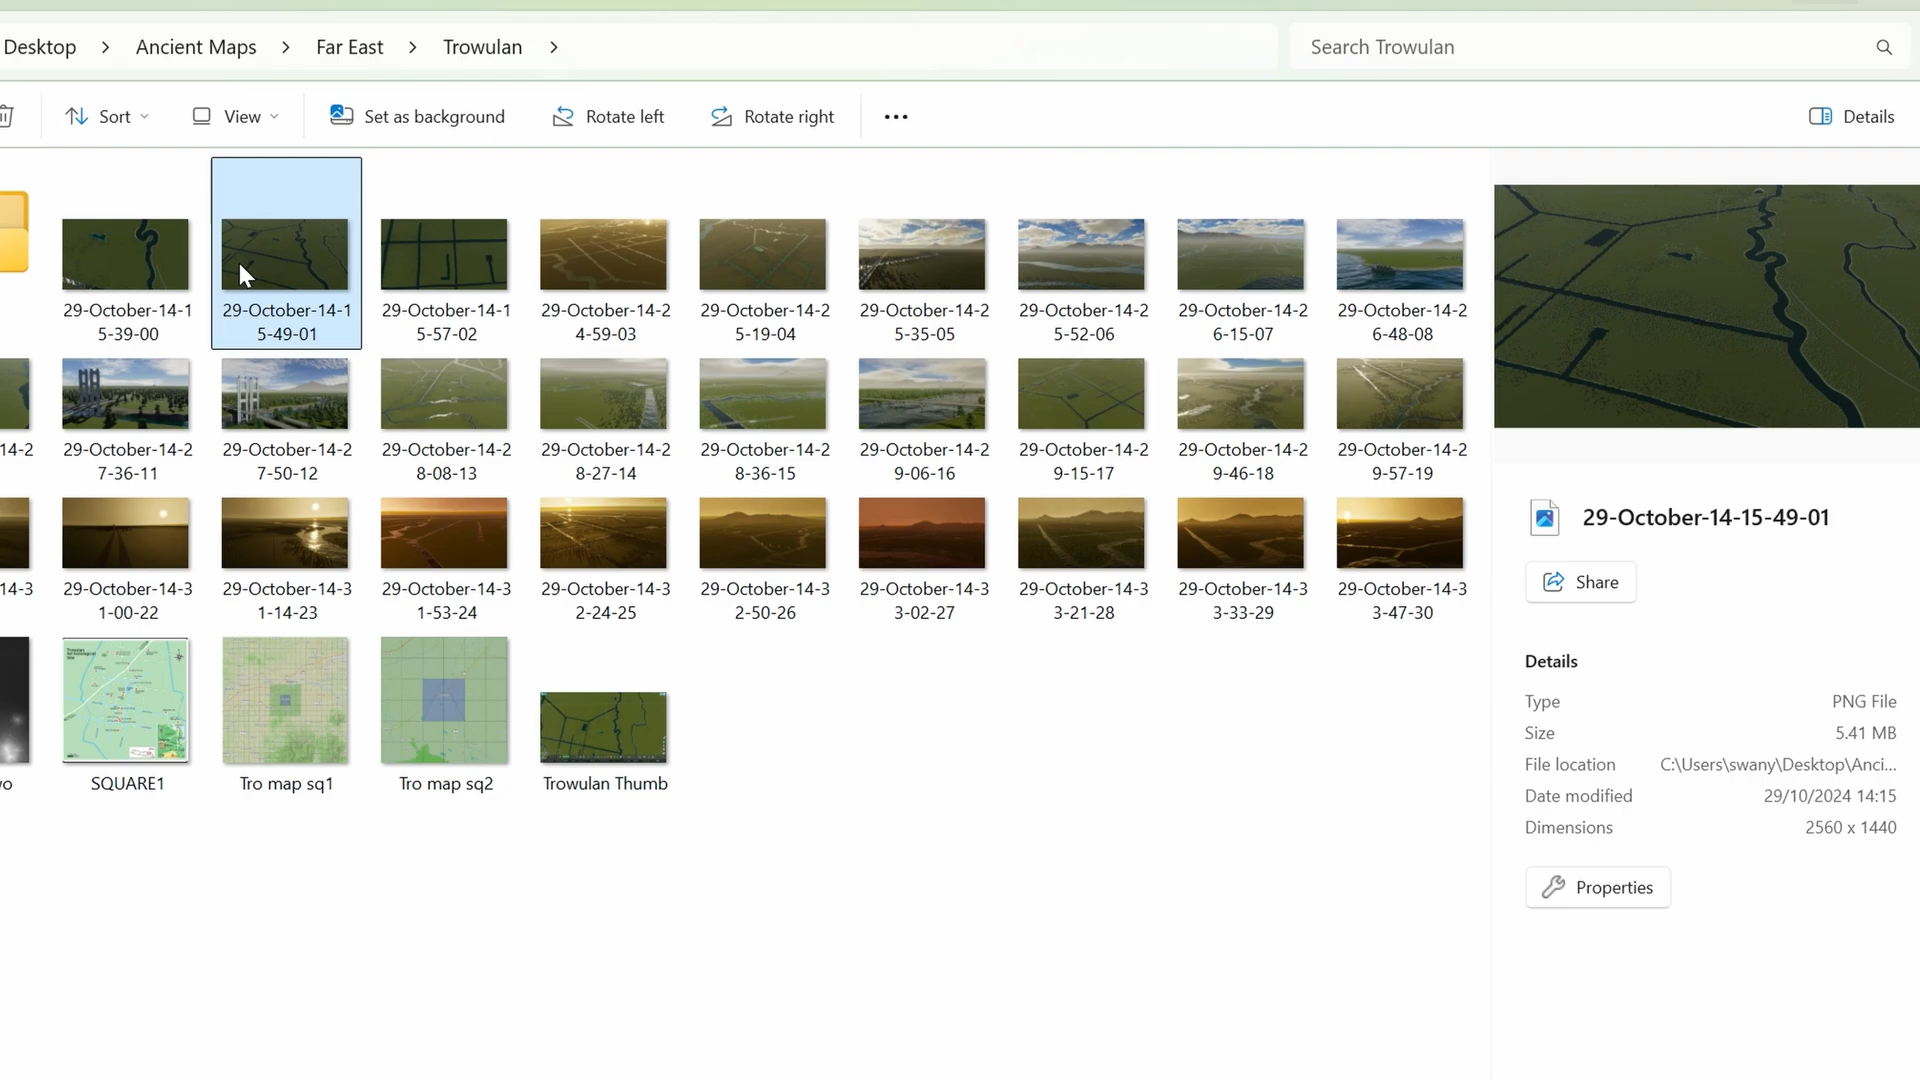 Desktop > Ancient Maps > Far East > Trowulan >
Search Trowulan
Sort
View
Set as background
Rotate left
Rotate right
Details
29-October-14-1
5-39-00
29-October-14-1
5-49-01
29-October-14-1
5-57-02
29-October-14-2
4-59-03
29-October-14-2
5-19-04
29-October-14-2
5-35-05
29-October-14-2
5-52-06
29-October-14-2
6-15-07
29-October-14-2
6-48-08
14-2
29-October-14-2
7-36-11
29-October-14-2
7-50-12
29-October-14-2
8-08-13
29-October-14-2
8-27-14
29-October-14-2
8-36-15
29-October-14-2
9-06-16
29-October-14-2
9-15-17
29-October-14-2
9-46-18
29-October-14-2
9-57-19
14-3
29-October-14-3
1-00-22
29-October-14-3
1-14-23
29-October-14-3
1-53-24
29-October-14-3
2-24-25
29-October-14-3
2-50-26
29-October-14-3
3-02-27
29-October-14-3
3-21-28
29-October-14-3
3-33-29
29-October-14-3
3-47-30
SQUARE1
Tro map sq1
Tro map sq2
Trowulan Thumb
29-October-14-15-49-01
Share
Details
Type PNG File
Size 5.41 MB
File location C:\Users\swany\Desktop\Anci...
Date modified 29/10/2024 14:15
Dimensions 2560 x 1440
Properties